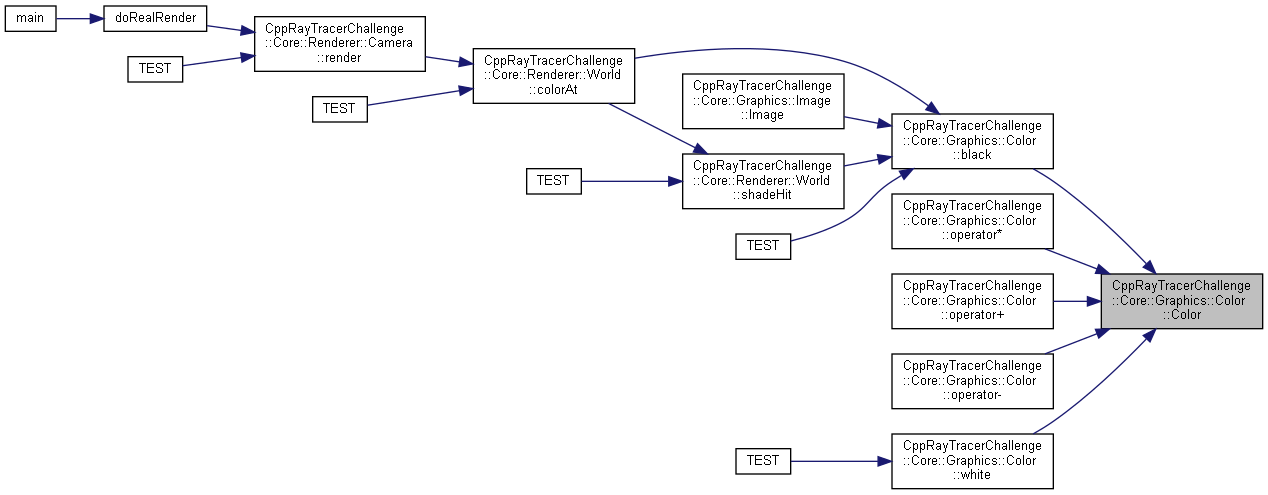 main
doRealRender
CppRayTracerChallenge
::Core::Renderer::Camera
::render
TEST
CppRayTracerChallenge
::Core::Renderer::World
::colorAt
TEST
CppRayTracerChallenge
::Core::Graphics::Image
::Image
CppRayTracerChallenge
::Core::Graphics::Color
::black
CppRayTracerChallenge
::Core::Renderer::World
::shadeHit
TEST
CppRayTracerChallenge
::Core::Graphics::Color
::operator*
TEST
CppRayTracerChallenge
::Core::Graphics::Color
::operator+
CppRayTracerChallenge
::Core::Graphics::Color
::Color
CppRayTracerChallenge
::Core::Graphics::Color
::operator-
CppRayTracerChallenge
::Core::Graphics::Color
::white
TEST